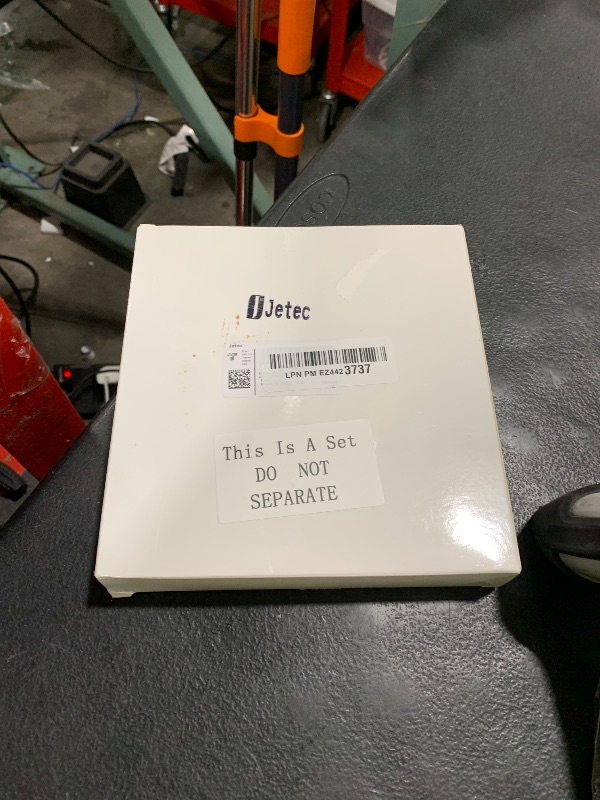 Jetec
LPN PM EZ4423737
This Is A Set
DO NOT
SEPARATE